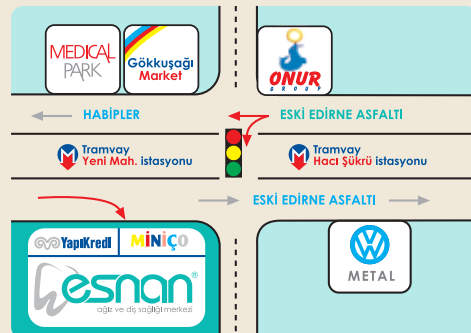 MEDICAL
PARK
Gökkuşağı
Market
ONUR
GROUP
HABİPLER
ESKİ EDİRNE ASFALTI
M Tramvay
Yeni Mah. istasyonu
M Tramvay
Hacı Şükrü istasyonu
ESKİ EDİRNE ASFALTI
YapıKredi
MİNİÇO
esnan®
ağız ve diş sağlığı merkezi
VW
METAL